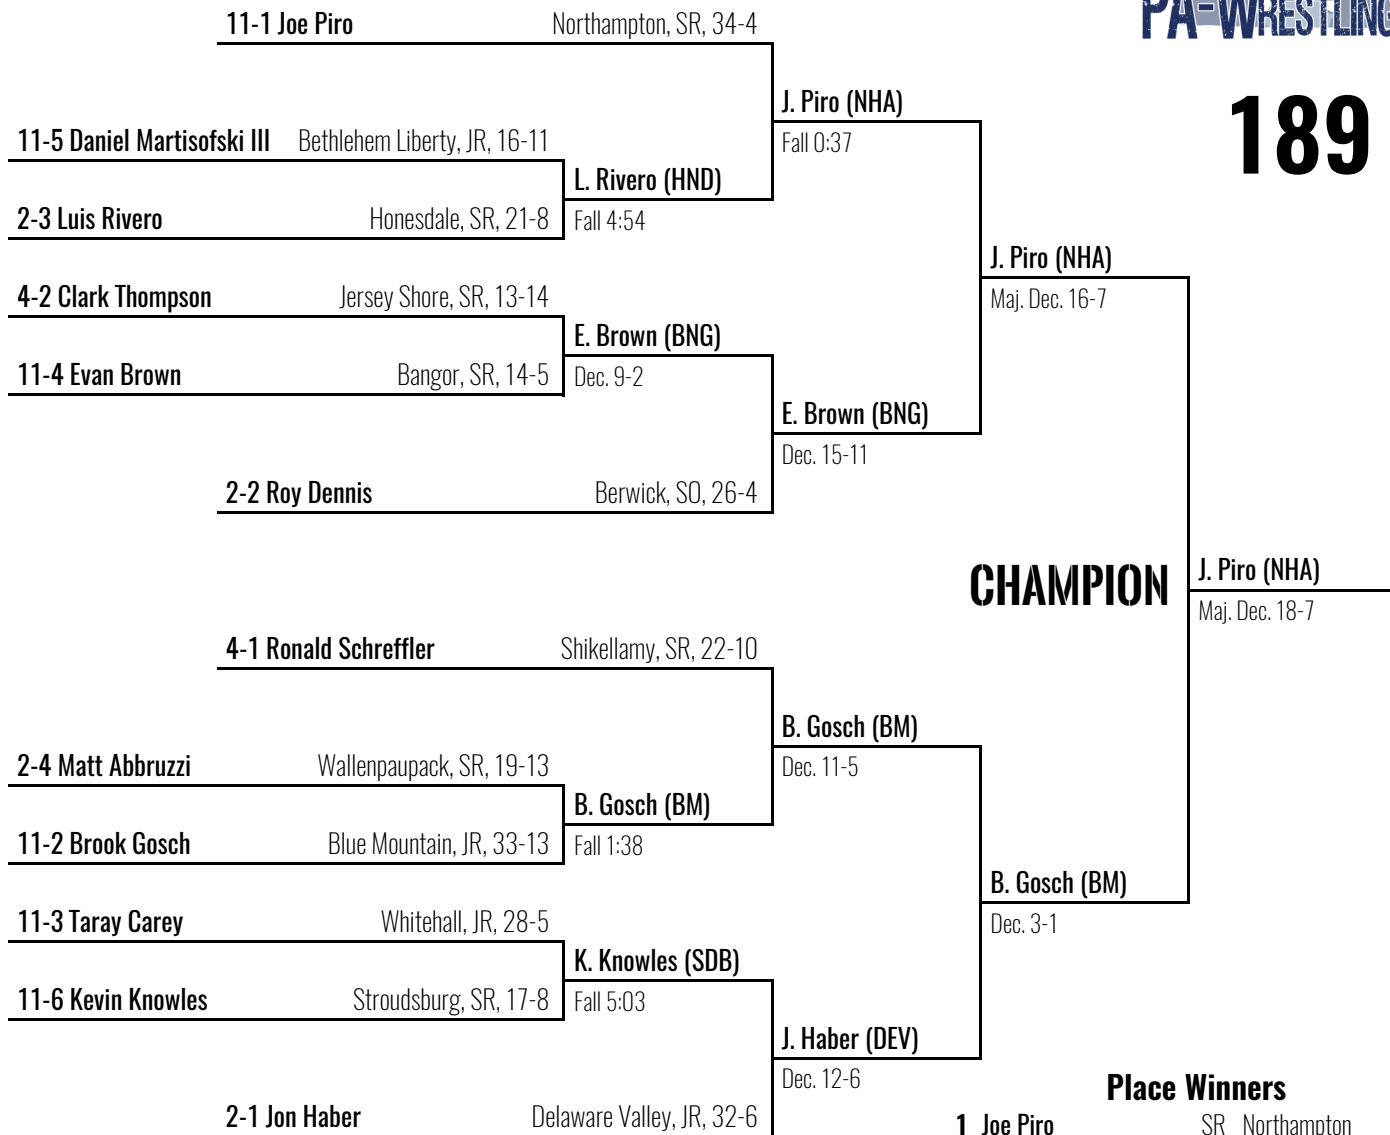 PA-WRESTLING
189
11-1 Joe Piro Northampton, SR, 34-4
J. Piro (NHA)
Fall 0:37
11-5 Daniel Martisofski III Bethlehem Liberty, JR, 16-11
L. Rivero (HND)
2-3 Luis Rivero Honesdale, SR, 21-8
Fall 4:54
J. Piro (NHA)
Maj. Dec. 16-7
4-2 Clark Thompson Jersey Shore, SR, 13-14
E. Brown (BNG)
11-4 Evan Brown Bangor, SR, 14-5
Dec. 9-2
E. Brown (BNG)
Dec. 15-11
2-2 Roy Dennis Berwick, SO, 26-4
CHAMPION
J. Piro (NHA)
Maj. Dec. 18-7
4-1 Ronald Schreffler Shikellamy, SR, 22-10
B. Gosch (BM)
Dec. 11-5
2-4 Matt Abbruzzi Wallenpaupack, SR, 19-13
B. Gosch (BM)
11-2 Brook Gosch Blue Mountain, JR, 33-13
Fall 1:38
B. Gosch (BM)
Dec. 3-1
11-3 Taray Carey Whitehall, JR, 28-5
K. Knowles (SDB)
11-6 Kevin Knowles Stroudsburg, SR, 17-8
Fall 5:03
J. Haber (DEV)
Dec. 12-6
2-1 Jon Haber Delaware Valley, JR, 32-6
Place Winners
1 Joe Piro SR Northampton